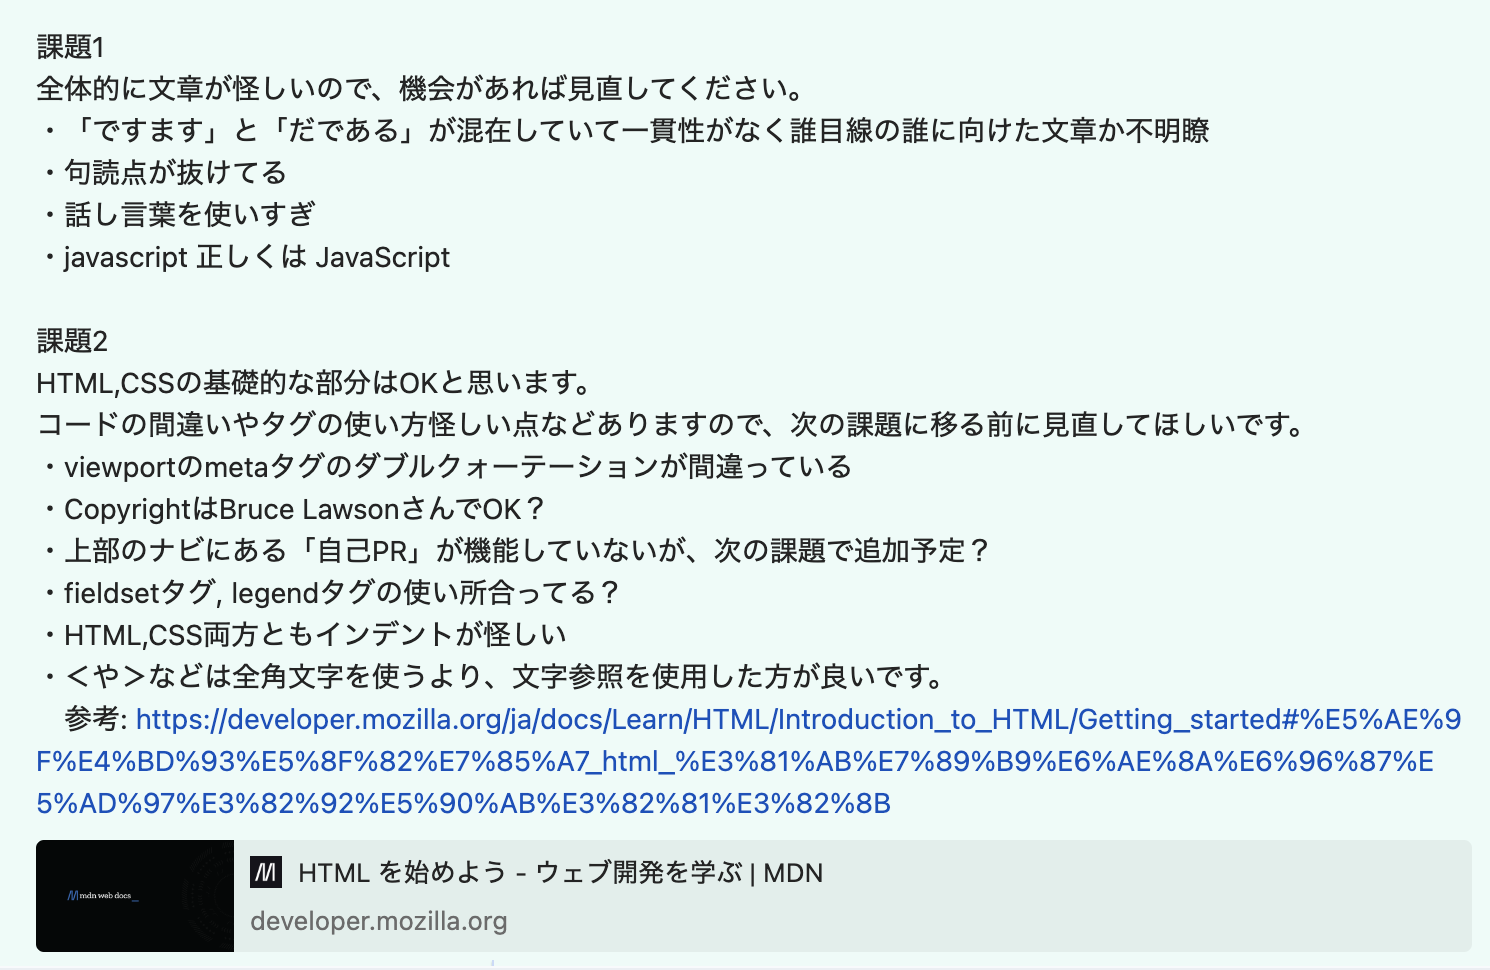 課題1
全体的に文章が怪しいので、機会があれば見直してください。
・「ですます」と「だである」が混在していて一貫性がなく誰目線の誰に向けた文章か不明瞭
・句読点が抜けてる
・話し言葉を使いすぎ
・javascript 正しくは JavaScript
課題2
HTML,CSSの基礎的な部分はOKと思います。
コードの間違いやタグの使い方怪しい点などありますので、次の課題に移る前に見直してほしいです。
・viewportのmetaタグのダブルクォーテーションが間違っている
・CopyrightはBruce LawsonさんでOK？
・上部のナビにある「自己PR」が機能していないが、次の課題で追加予定？
・fieldsetタグ, legendタグの使い所合ってる？
・HTML,CSS両方ともインデントが怪しい
・＜や＞などは全角文字を使うより、文字参照を使用した方が良いです。
参考: https://developer.mozilla.org/ja/docs/Learn/HTML/Introduction_to_HTML/Getting_started#%E5%AE%9
F%E4%BD%93%E5%8F%82%E7%85%A7_html_%E3%81%AB%E7%89%B9%E6%AE%8A%E6%96%87%E
5%AD%97%E3%82%92%E5%90%AB%E3%82%81%E3%82%8B
mdn web docs_
HTML を始めよう - ウェブ開発を学ぶ | MDN
developer.mozilla.org